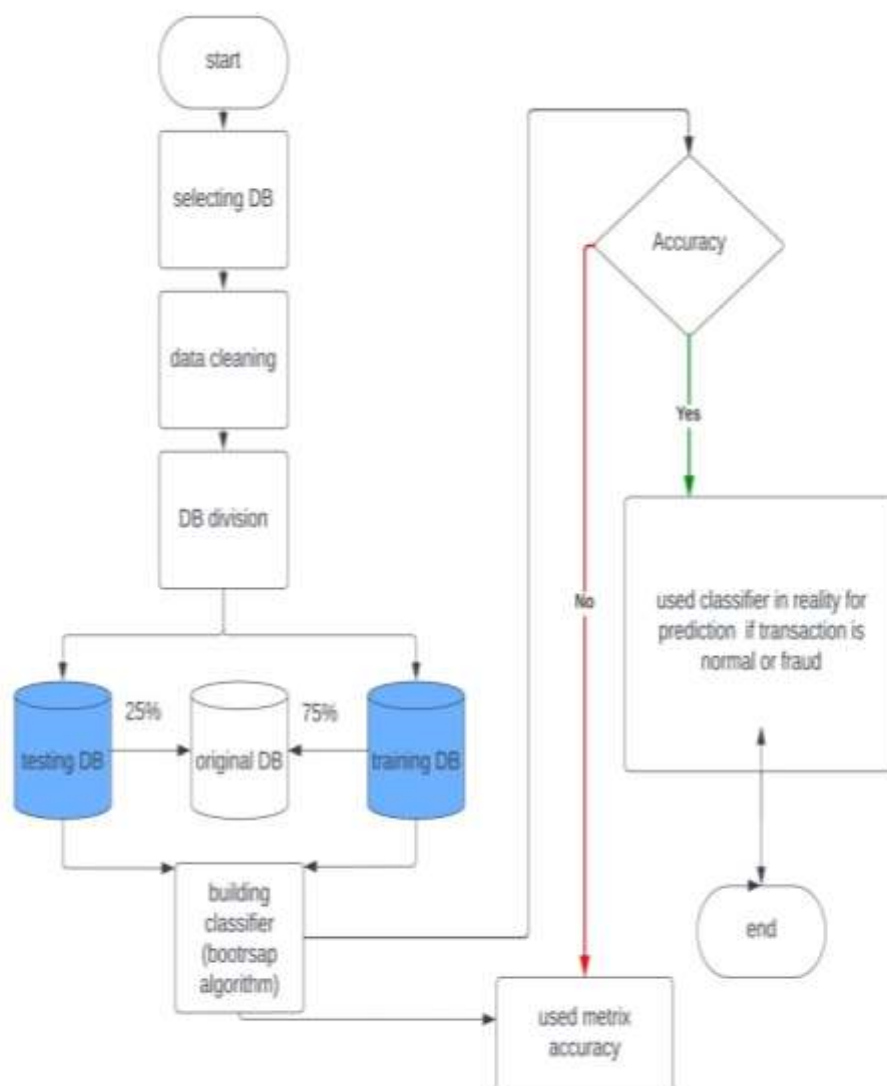 start
selecting DB
data cleaning
DB division
25%
75%
testing DB
original DB
training DB
building
classifier
(bootrsap
algorithm)
Accuracy
Yes
No
used classifier in reality for
prediction if transaction is
normal or fraud
end
used metrix
accuracy